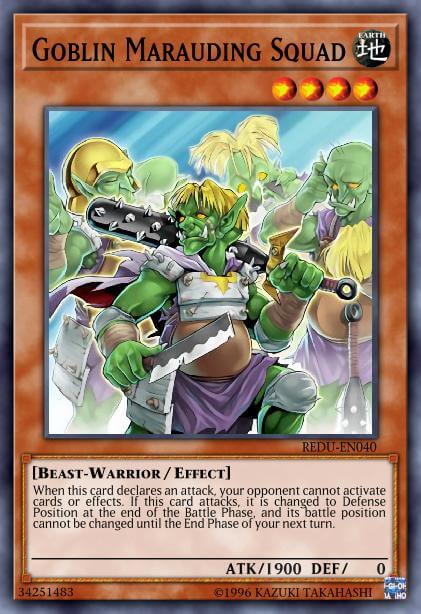 GOBLIN MARAUDING SQUAD
EARTH
地
REDU-EN040
[BEAST-WARRIOR / EFFECT]
When this card declares an attack, your opponent cannot activate
cards or effects. If this card attacks, it is changed to Defense
Position at the end of the Battle Phase, and its battle position
cannot be changed until the End Phase of your next turn.
ATK/1900 DEF/ 0
34251483
©1996 KAZUKI TAKAHASHI